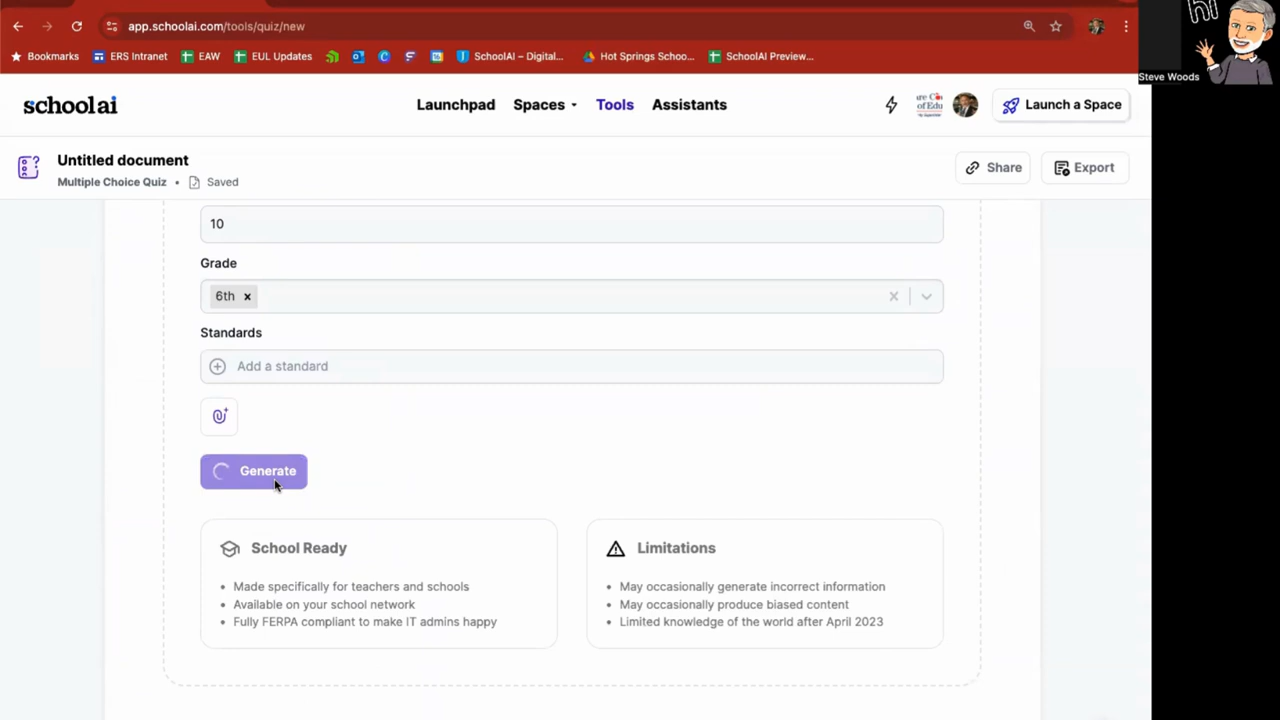 app.schoolai.com/tools/quiz/new
Bookmarks ERS Intranet EAW EUL Updates SchoolAI – Digital... Hot Springs Schoo... SchoolAI Preview...
hi
Steve Woods
schoolai Launchpad Spaces Tools Assistants Launch a Space
Untitled document
Multiple Choice Quiz • Saved
Share Export
10
Grade
6th
Standards
Add a standard
Generate
School Ready
• Made specifically for teachers and schools
• Available on your school network
• Fully FERPA compliant to make IT admins happy
Limitations
• May occasionally generate incorrect information
• May occasionally produce biased content
• Limited knowledge of the world after April 2023